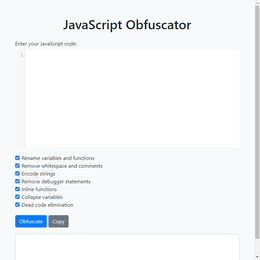 JavaScript Obfuscator
Enter your JavaScript code:
1
Rename variables and functions
Remove whitespace and comments
Encode strings
Remove debugger statements
Inline functions
Collapse variables
Dead code elimination
Obfuscate Copy